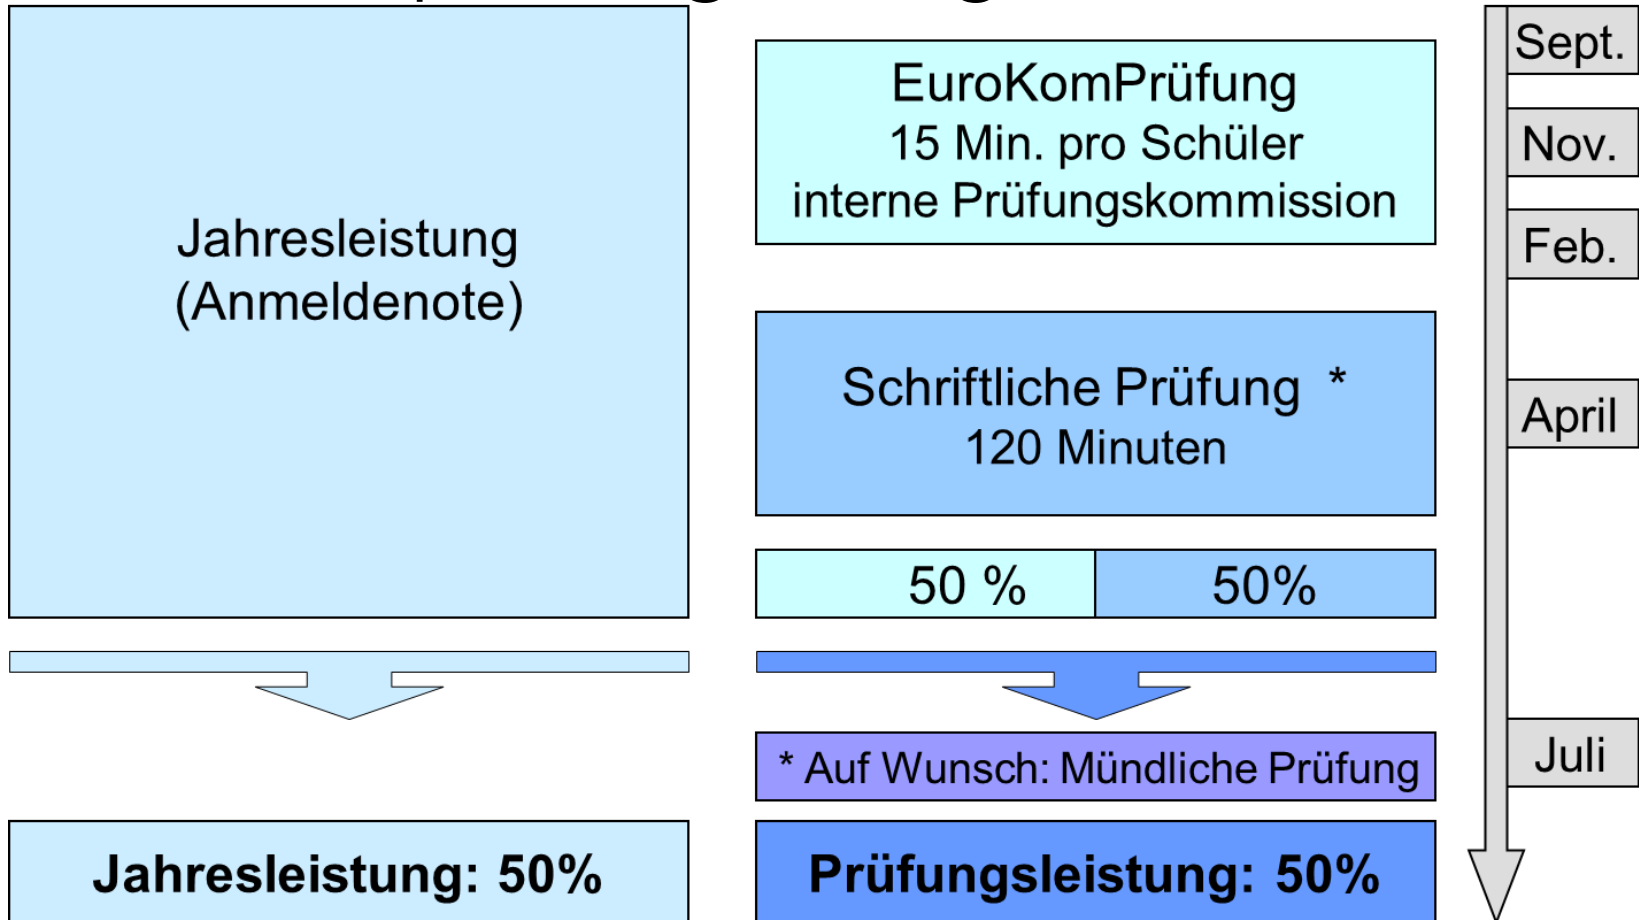 Jahresleistung
(Anmeldenote)
EuroKomPrüfung
15 Min. pro Schüler
interne Prüfungskommission
Schriftliche Prüfung *
120 Minuten
50 % 50%
* Auf Wunsch: Mündliche Prüfung
Jahresleistung: 50% Prüfungsleistung: 50%
Sept.
Nov.
Feb.
April
Juli